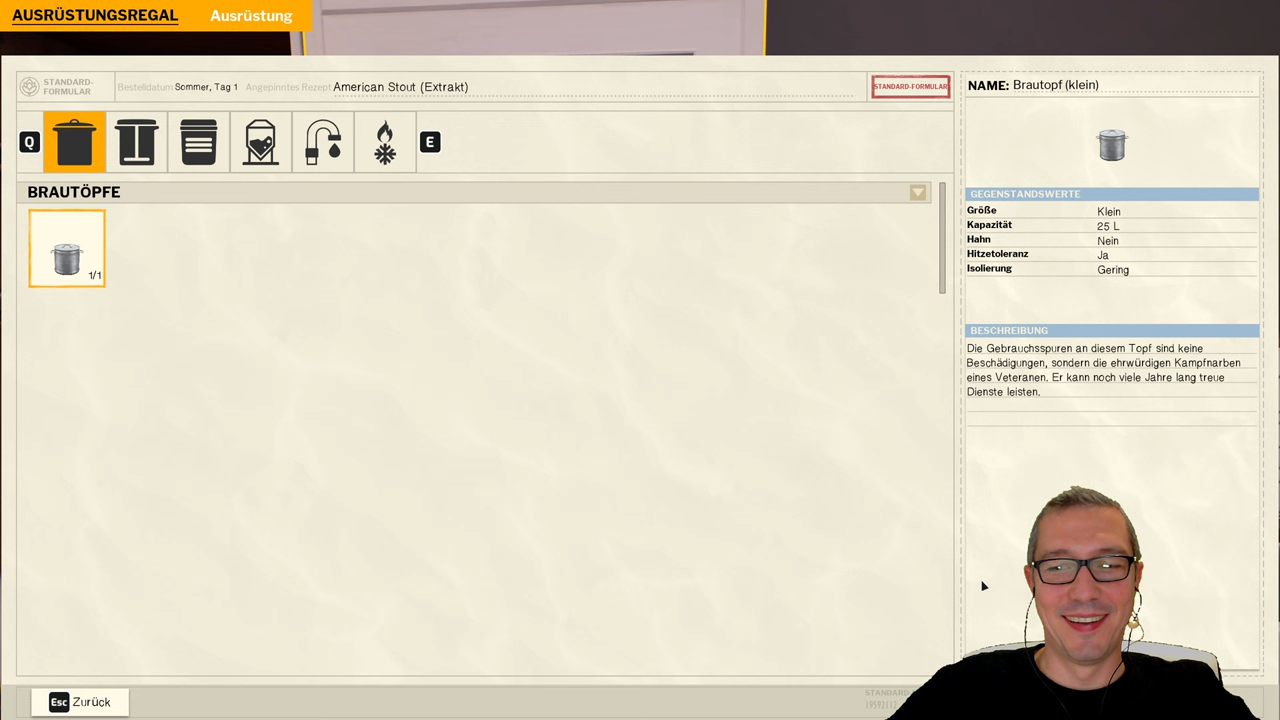 AUSRÜSTUNGSREGAL Ausrüstung
STANDARD-
FORMULAR
Bestelldatum Sommer, Tag 1 Angepinntes Rezept American Stout (Extrakt)
STANDARD-FORMULAR
Q
E
BRAUTÖPFE
1/1
NAME: Brautopf (klein)
GEGENSTANDSWERTE
Größe Klein
Kapazität 25 L
Hahn Nein
Hitzetoleranz Ja
Isolierung Gering
BESCHREIBUNG
Die Gebrauchsspuren an diesem Topf sind keine
Beschädigungen, sondern die ehrwürdigen Kampfnarben
eines Veteranen. Er kann noch viele Jahre lang treue
Dienste leisten.
Esc Zurück
STANDARD